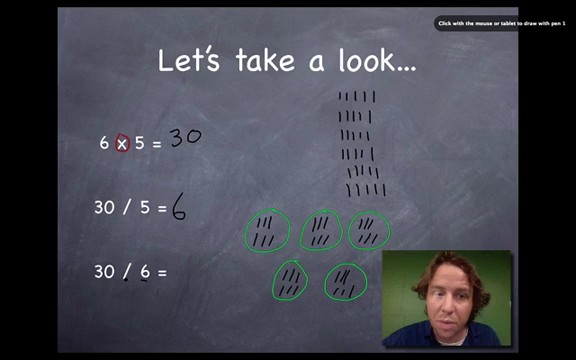 Click with the mouse or tablet to draw with pen 1
Let's take a look...
6 x 5 = 30
30 / 5 = 6
30 / 6 =